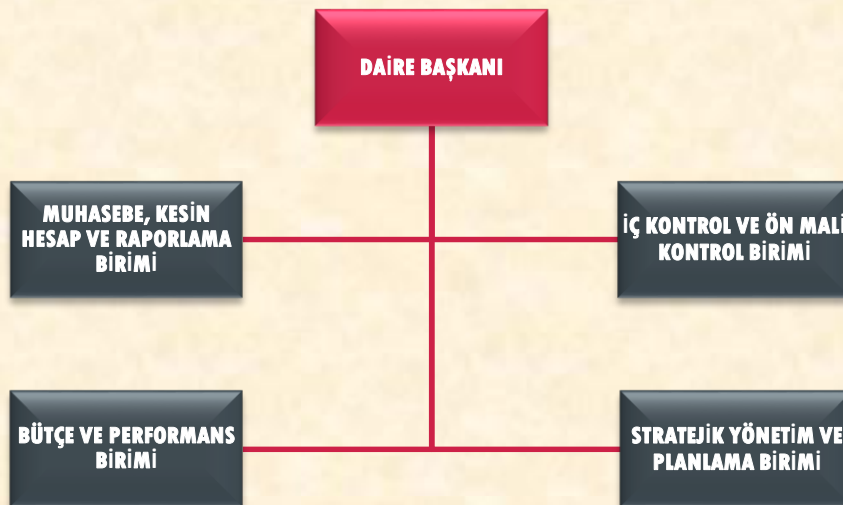 DAİRE BAŞKANI
MUHASEBE, KESİN
HESAP VE RAPORLAMA
BİRİMİ
İÇ KONTROL VE ÖN MALİ
KONTROL BİRİMİ
BÜTÇE VE PERFORMANS
BİRİMİ
STRATEJİK YÖNETİM VE
PLANLAMA BİRİMİ